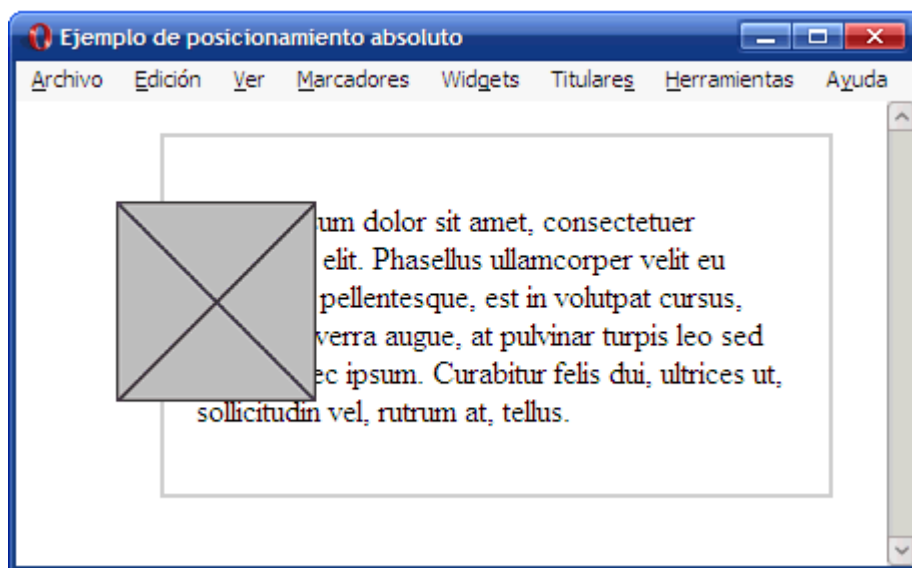 Ejemplo de posicionamiento absoluto
Archivo Edición Ver Marcadores Widgets Titulares Herramientas Ayuda
dolor sit amet, consectetuer
elit. Phasellus ullamcorper velit eu
pellentesque, est in volutpat cursus,
augue, at pulvinar turpis leo sed
ipsum. Curabitur felis dui, ultrices ut,
sollicitudin vel, rutrum at, tellus.